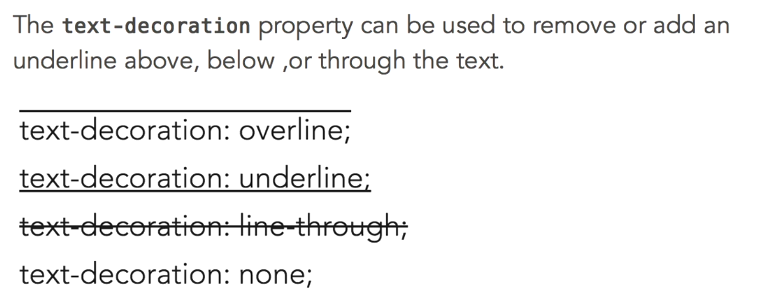 The text-decoration property can be used to remove or add an
underline above, below ,or through the text.
text-decoration: overline;
text-decoration: underline;
text-decoration: line-through;
text-decoration: none;